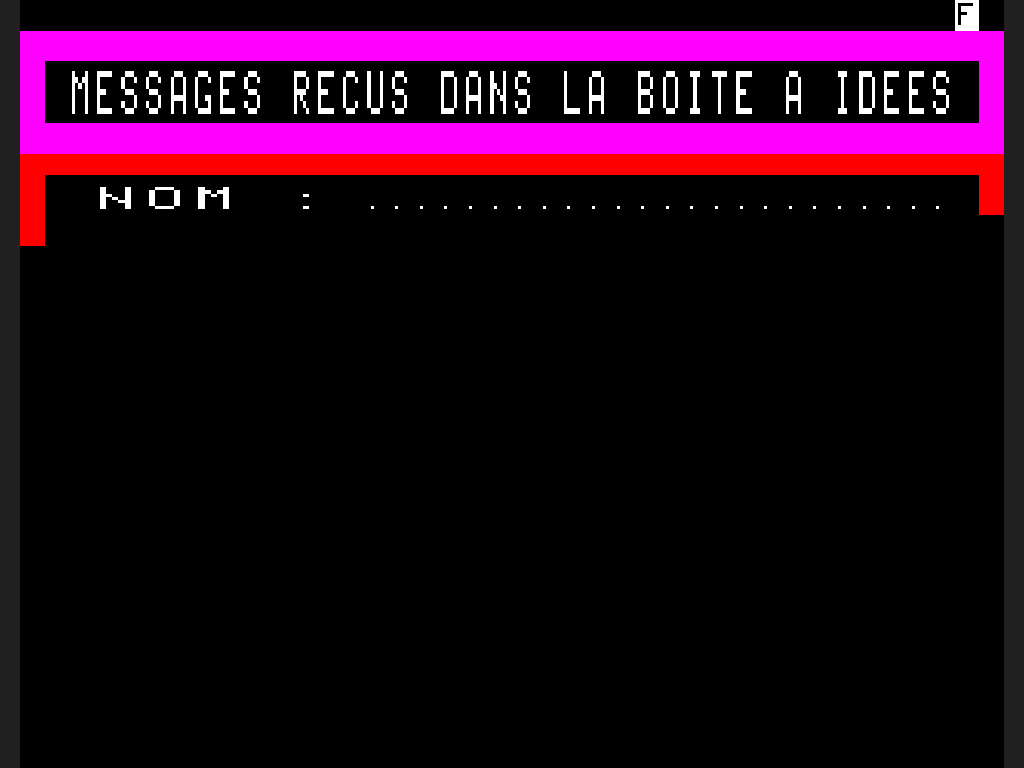 F
MESSAGES RECUS DANS LA BOITE A IDEES
NOM : ........................